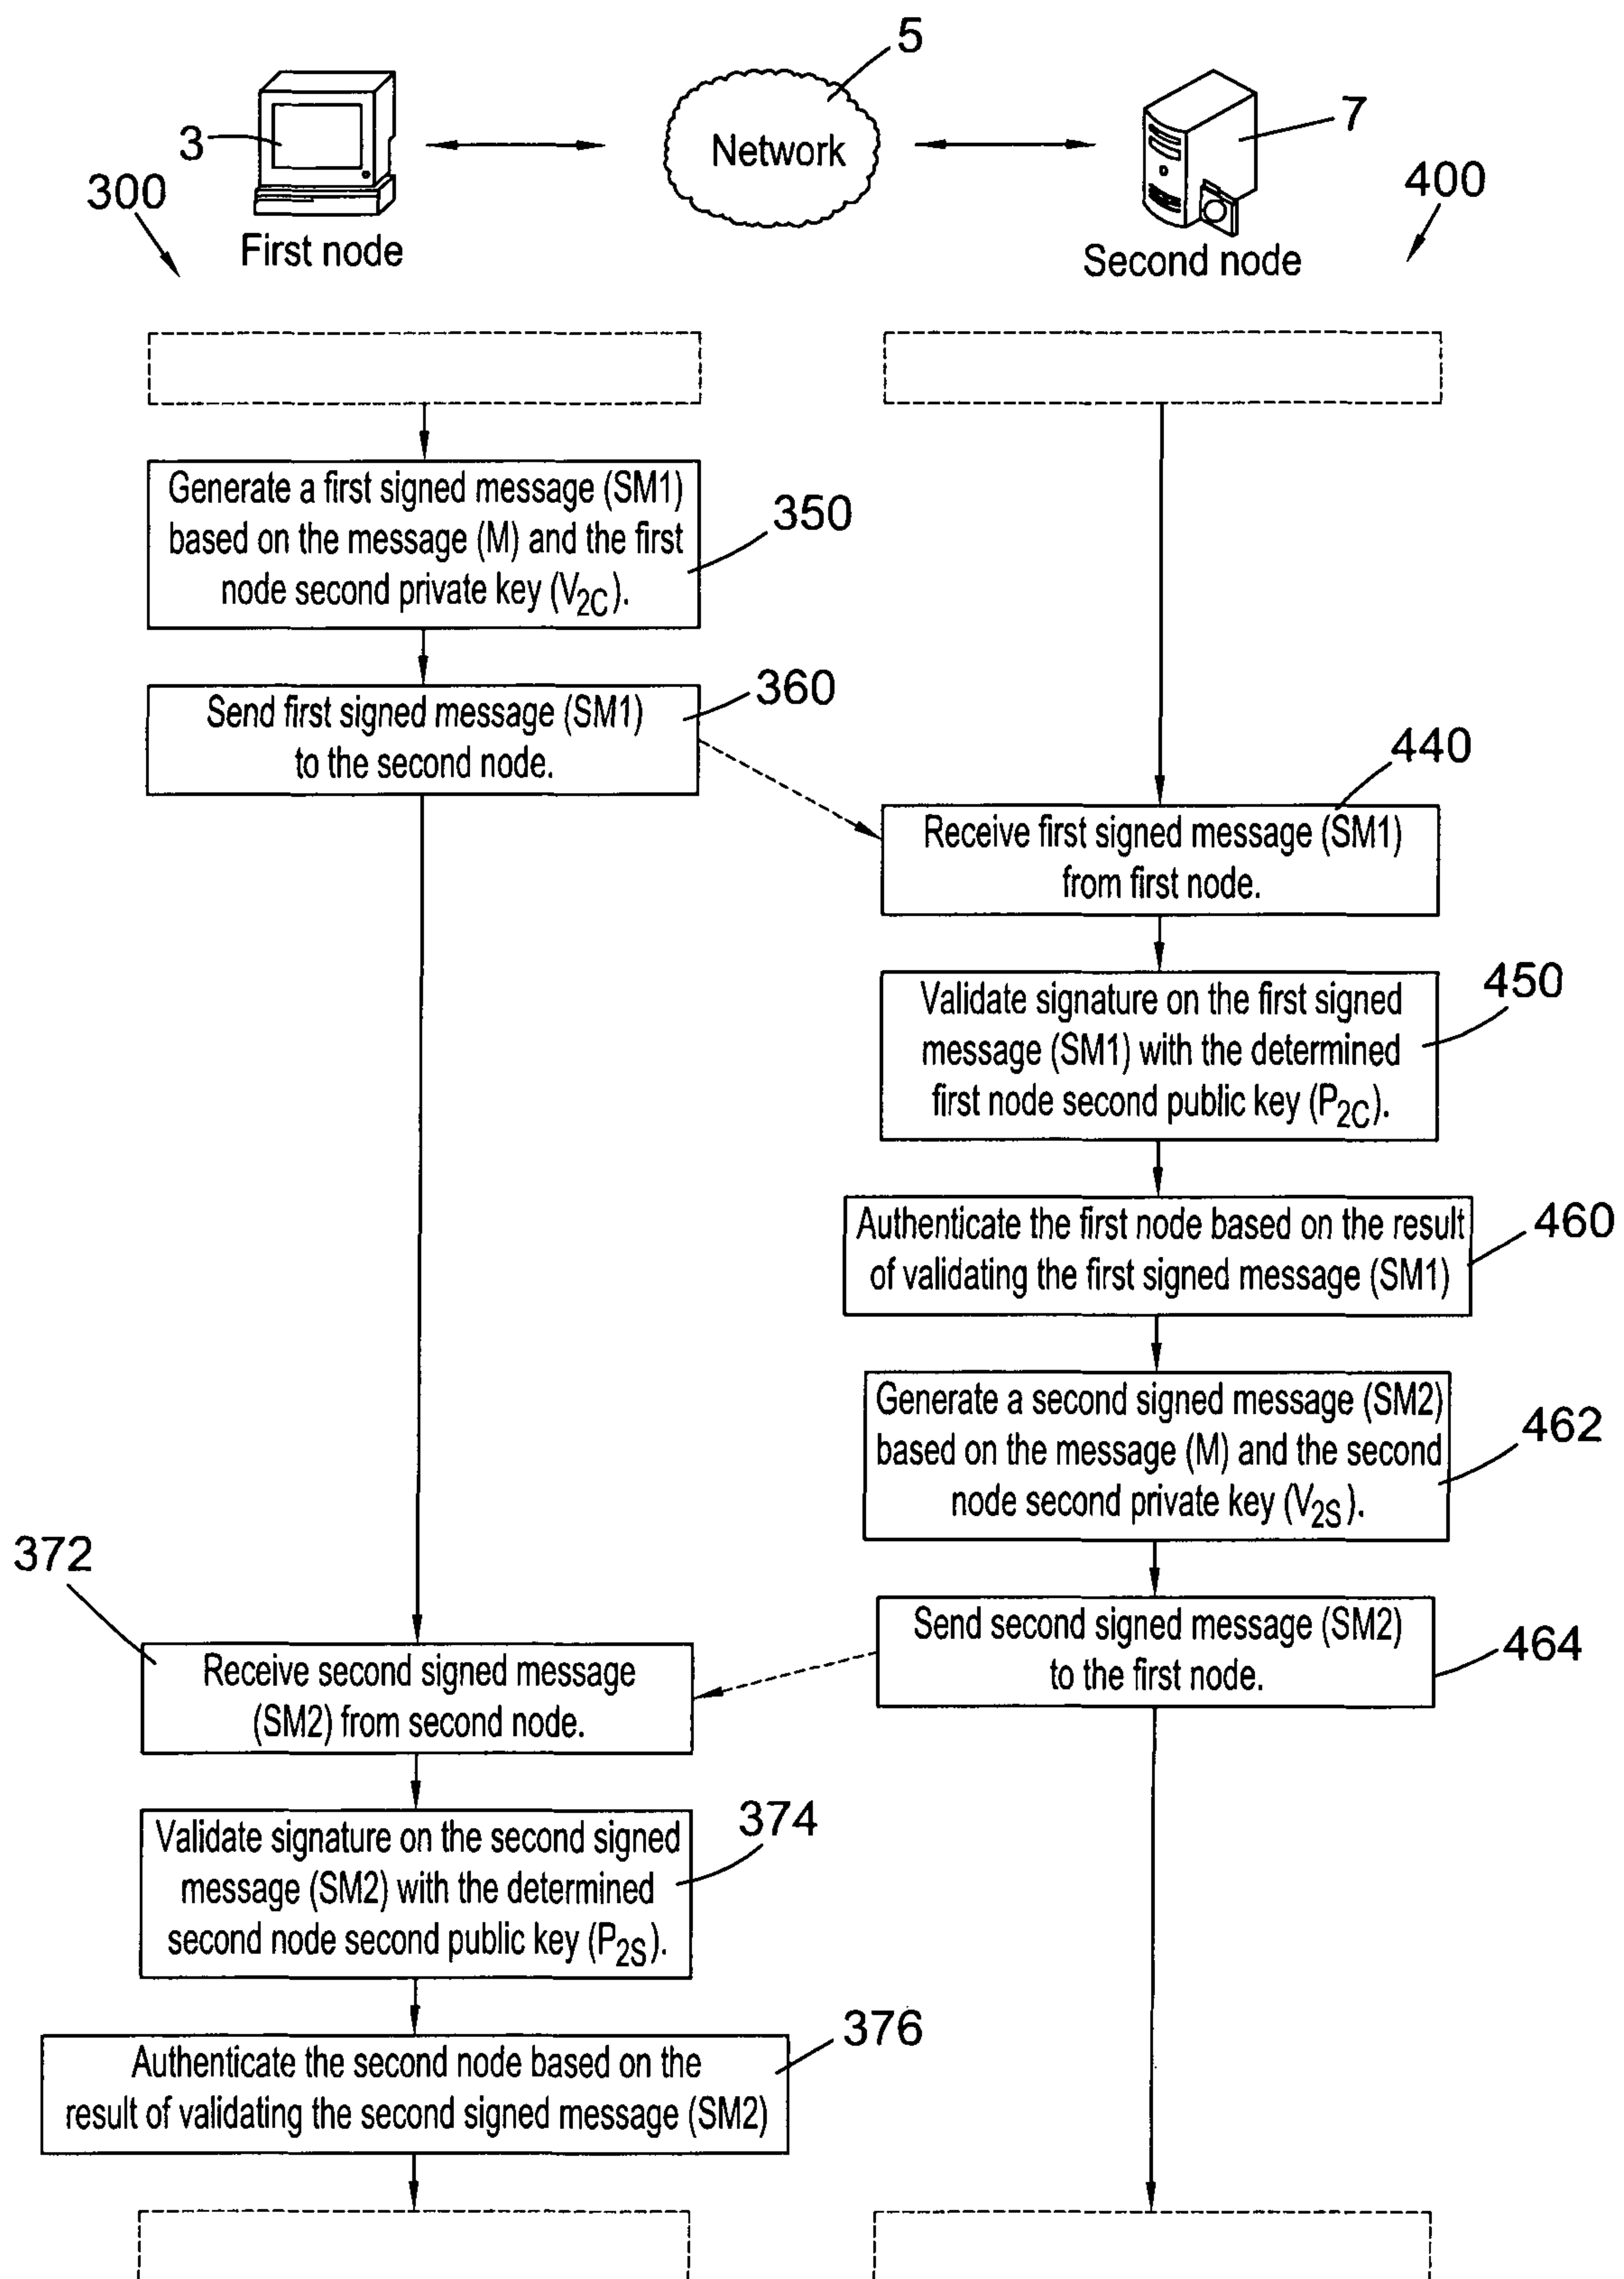 5
Network
3
7
300
400
First node
Second node
Generate a first signed message (SM1)
based on the message (M) and the first
node second private key (V2C).
350
Send first signed message (SM1)
to the second node.
360
440
Receive first signed message (SM1)
from first node.
Validate signature on the first signed
message (SM1) with the determined
first node second public key (P2C).
450
Authenticate the first node based on the result
of validating the first signed message (SM1)
460
Generate a second signed message (SM2)
based on the message (M) and the second
node second private key (V2S).
462
Send second signed message (SM2)
to the first node.
464
372
Receive second signed message
(SM2) from second node.
Validate signature on the second signed
message (SM2) with the determined
second node second public key (P2S).
374
Authenticate the second node based on the
result of validating the second signed message (SM2)
376